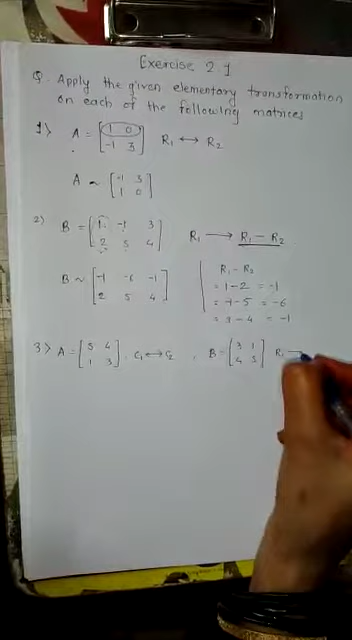 Exercise 2.1
Q. Apply the given elementary transformation
on each of the following matrices
1) A = [1 0
-1 3] R₁ ↔ R₂
A ~ [-1 3
1 0]
2) B = [1 -1 3
2 5 4] R₁ → R₁ - R₂
B ~ [-1 -6 -1
2 5 4]
R₁ - R₂
= 1 - 2 = -1
= -1 - 5 = -6
= 3 - 4 = -1
3) A = [5 4
1 3], C₁ ↔ C₂, B = [3 1
4 5] R₁